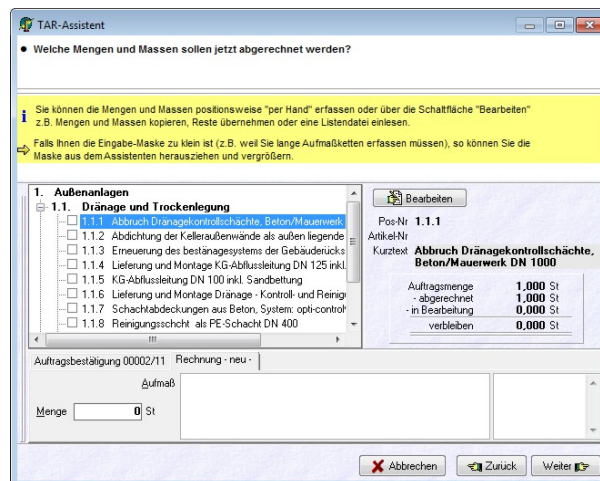 TAR-Assistent
Welche Mengen und Massen sollen jetzt abgerechnet werden?
Sie können die Mengen und Massen positionsweise "per Hand" erfassen oder über die Schaltfläche "Bearbeiten"
z.B. Mengen und Massen kopieren, Reste übernehmen oder eine Listendatei einlesen.
Falls Ihnen die Eingabe-Maske zu klein ist (z.B. weil Sie lange Aufmaßketten erfassen müssen), so können Sie die
Maske aus dem Assistenten herausziehen und vergrößern.
1. Außenanlagen
1.1. Dränage und Trockenlegung
1.1.1 Abbruch Dränagekontrollschächte, Beton/Mauerwerk
1.1.2 Abdichtung der Kelleraußenwände als außen liegende
1.1.3 Erneuerung des bestänagesystems der Gebäuderücks
1.1.4 Lieferung und Montage KG-Abflussleitung DN 125 inkl.
1.1.5 KG-Abflussleitung DN 100 inkl. Sandbettung
1.1.6 Lieferung und Montage Dränage - Kontroll- und Reinig
1.1.7 Schachtabdeckungen aus Beton, System: opti-control
1.1.8 Reinigungsschcht als PE-Schacht DN 400
Bearbeiten
Pos-Nr 1.1.1
Artikel-Nr
Kurztext Abbruch Dränagekontrollschächte,
Beton/Mauerwerk DN 1000
Auftragsmenge 1,000 St
- abgerechnet 1,000 St
- in Bearbeitung 0,000 St
verbleiben 0,000 St
Auftragsbestätigung 00002/11 Rechnung - neu -
Aufmaß
Menge 0 St
Abbrechen Zurück Weiter